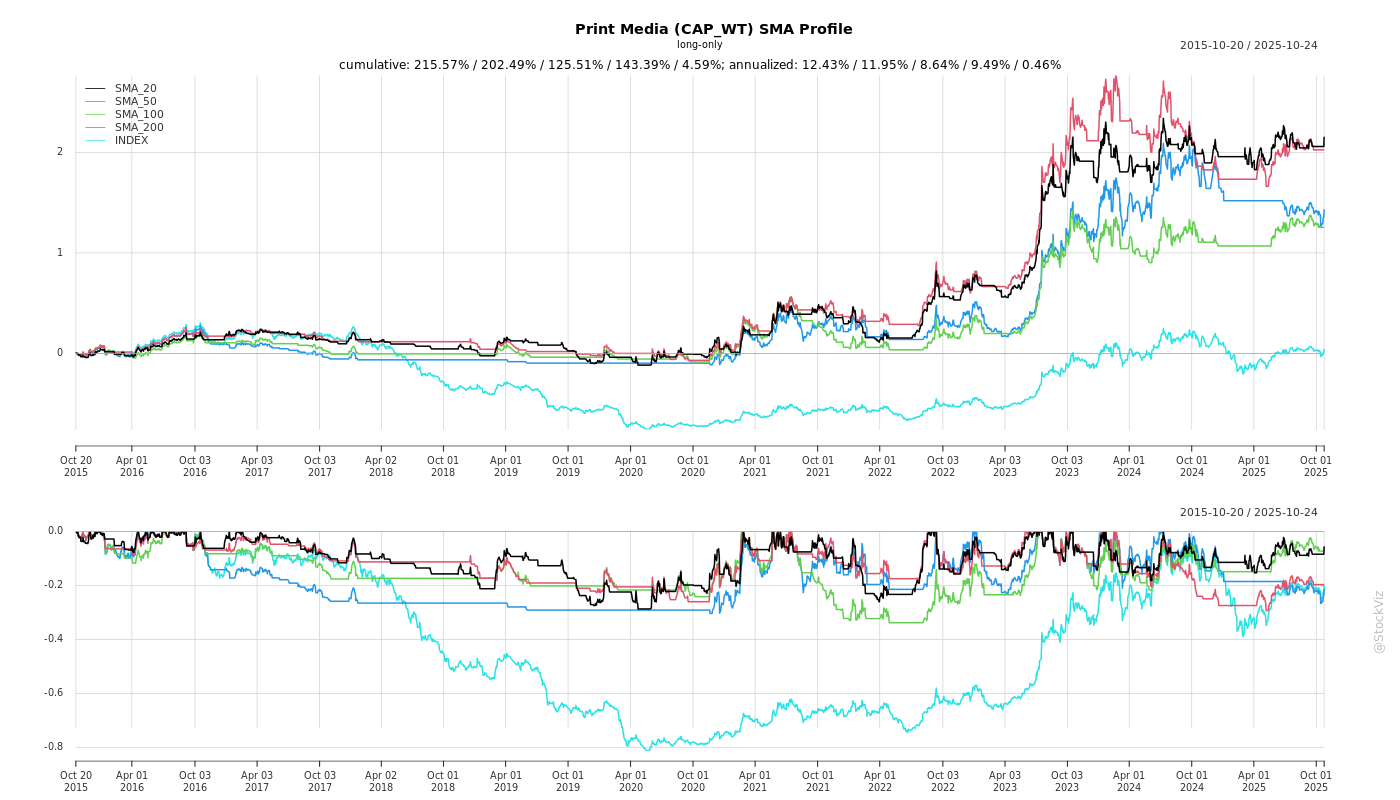 Print Media (CAP_WT) SMA Profile
long-only
2015-10-20 / 2025-10-24
cumulative: 215.57% / 202.49% / 125.51% / 143.39% / 4.59%; annualized: 12.43% / 11.95% / 8.64% / 9.49% / 0.46%
SMA_20
SMA_50
SMA_100
SMA_200
INDEX
2
1
0
Oct 20 Apr 01 Oct 03 Apr 03 Oct 03 Apr 02 Oct 01 Apr 01 Oct 01 Apr 01 Oct 01 Apr 01 Oct 01 Apr 01 Oct 03 Apr 03 Oct 03 Apr 01 Oct 01 Apr 01 Oct 01
2015 2016 2016 2017 2017 2018 2018 2019 2019 2020 2020 2021 2021 2022 2022 2023 2023 2024 2024 2025 2025
2015-10-20 / 2025-10-24
0.0
-0.2
-0.4
-0.6
-0.8
Oct 20 Apr 01 Oct 03 Apr 03 Oct 03 Apr 02 Oct 01 Apr 01 Oct 01 Apr 01 Oct 01 Apr 01 Oct 01 Apr 01 Oct 03 Apr 03 Oct 03 Apr 01 Oct 01 Apr 01 Oct 01
2015 2016 2016 2017 2017 2018 2018 2019 2019 2020 2020 2021 2021 2022 2022 2023 2023 2024 2024 2025 2025
@StockViz